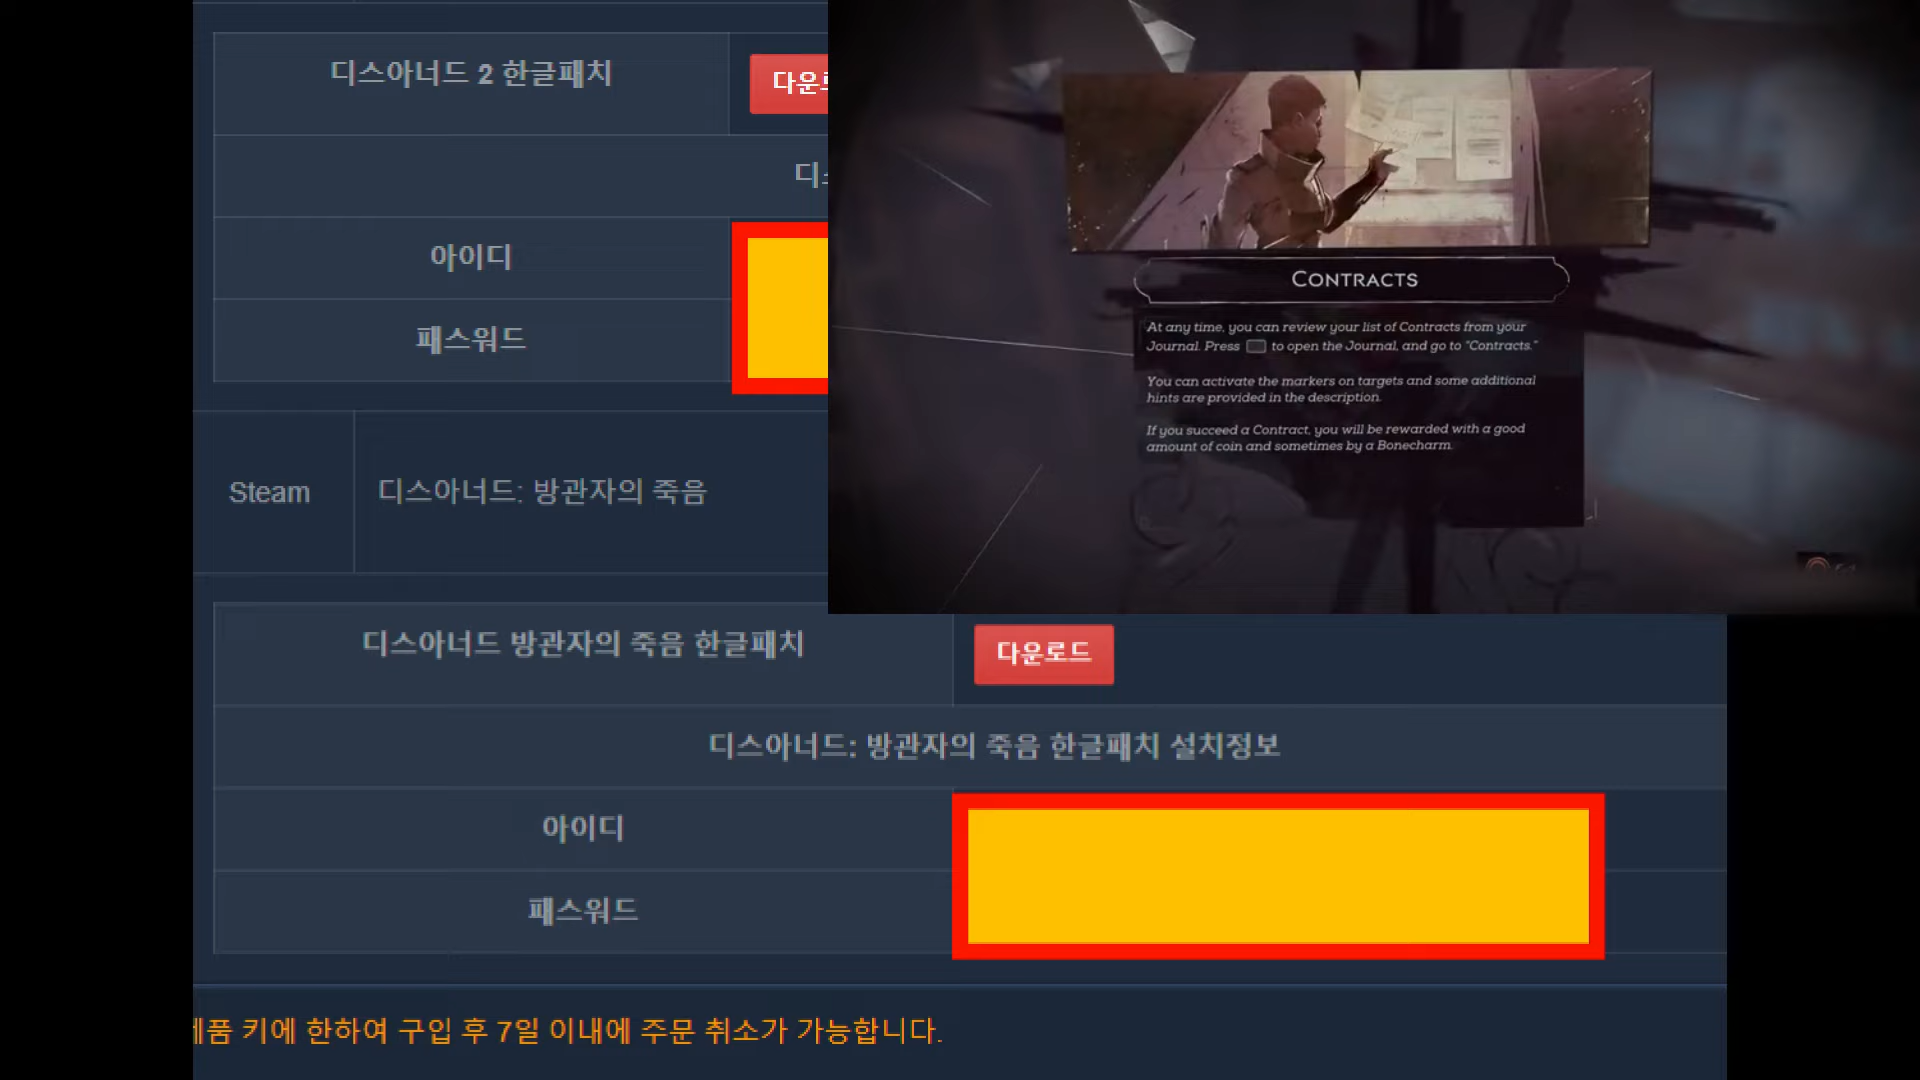 디스아너드 2 한글패치
아이디
패스워드
Steam
디스아너드: 방관자의 죽음
CONTRACTS
At any time, you can review your list of Contracts from your
Journal. Press to open the Journal, and go to "Contracts."
You can activate the markers on targets and some additional
hints are provided in the description.
If you succeed a Contract, you will be rewarded with a good
amount of coin and sometimes by a Bonecharm.
디스아너드 방관자의 죽음 한글패치
다운로드
디스아너드: 방관자의 죽음 한글패치 설치정보
아이디
패스워드
키에 한하여 구입 후 7일 이내에 주문 취소가 가능합니다.